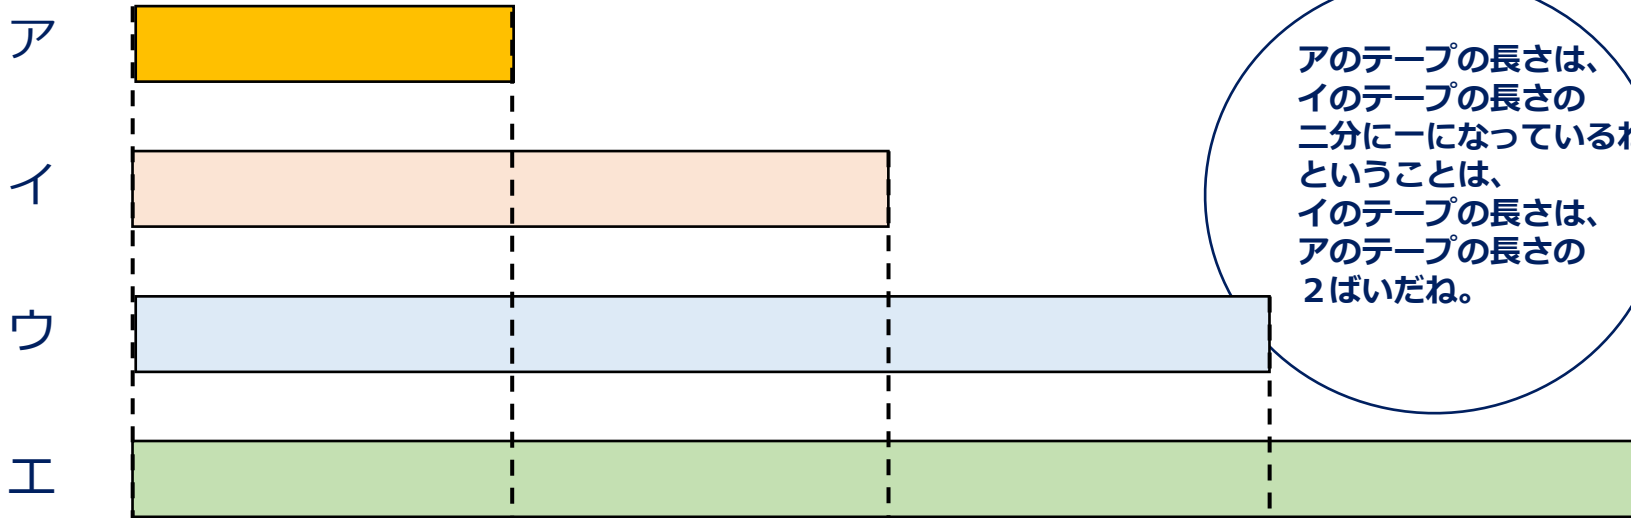 ア
イ
ウ
エ
アのテープの長さは、
イのテープの長さの
二分に一になっている
ということは、
イのテープの長さは、
アのテープの長さの
２ばいだね。